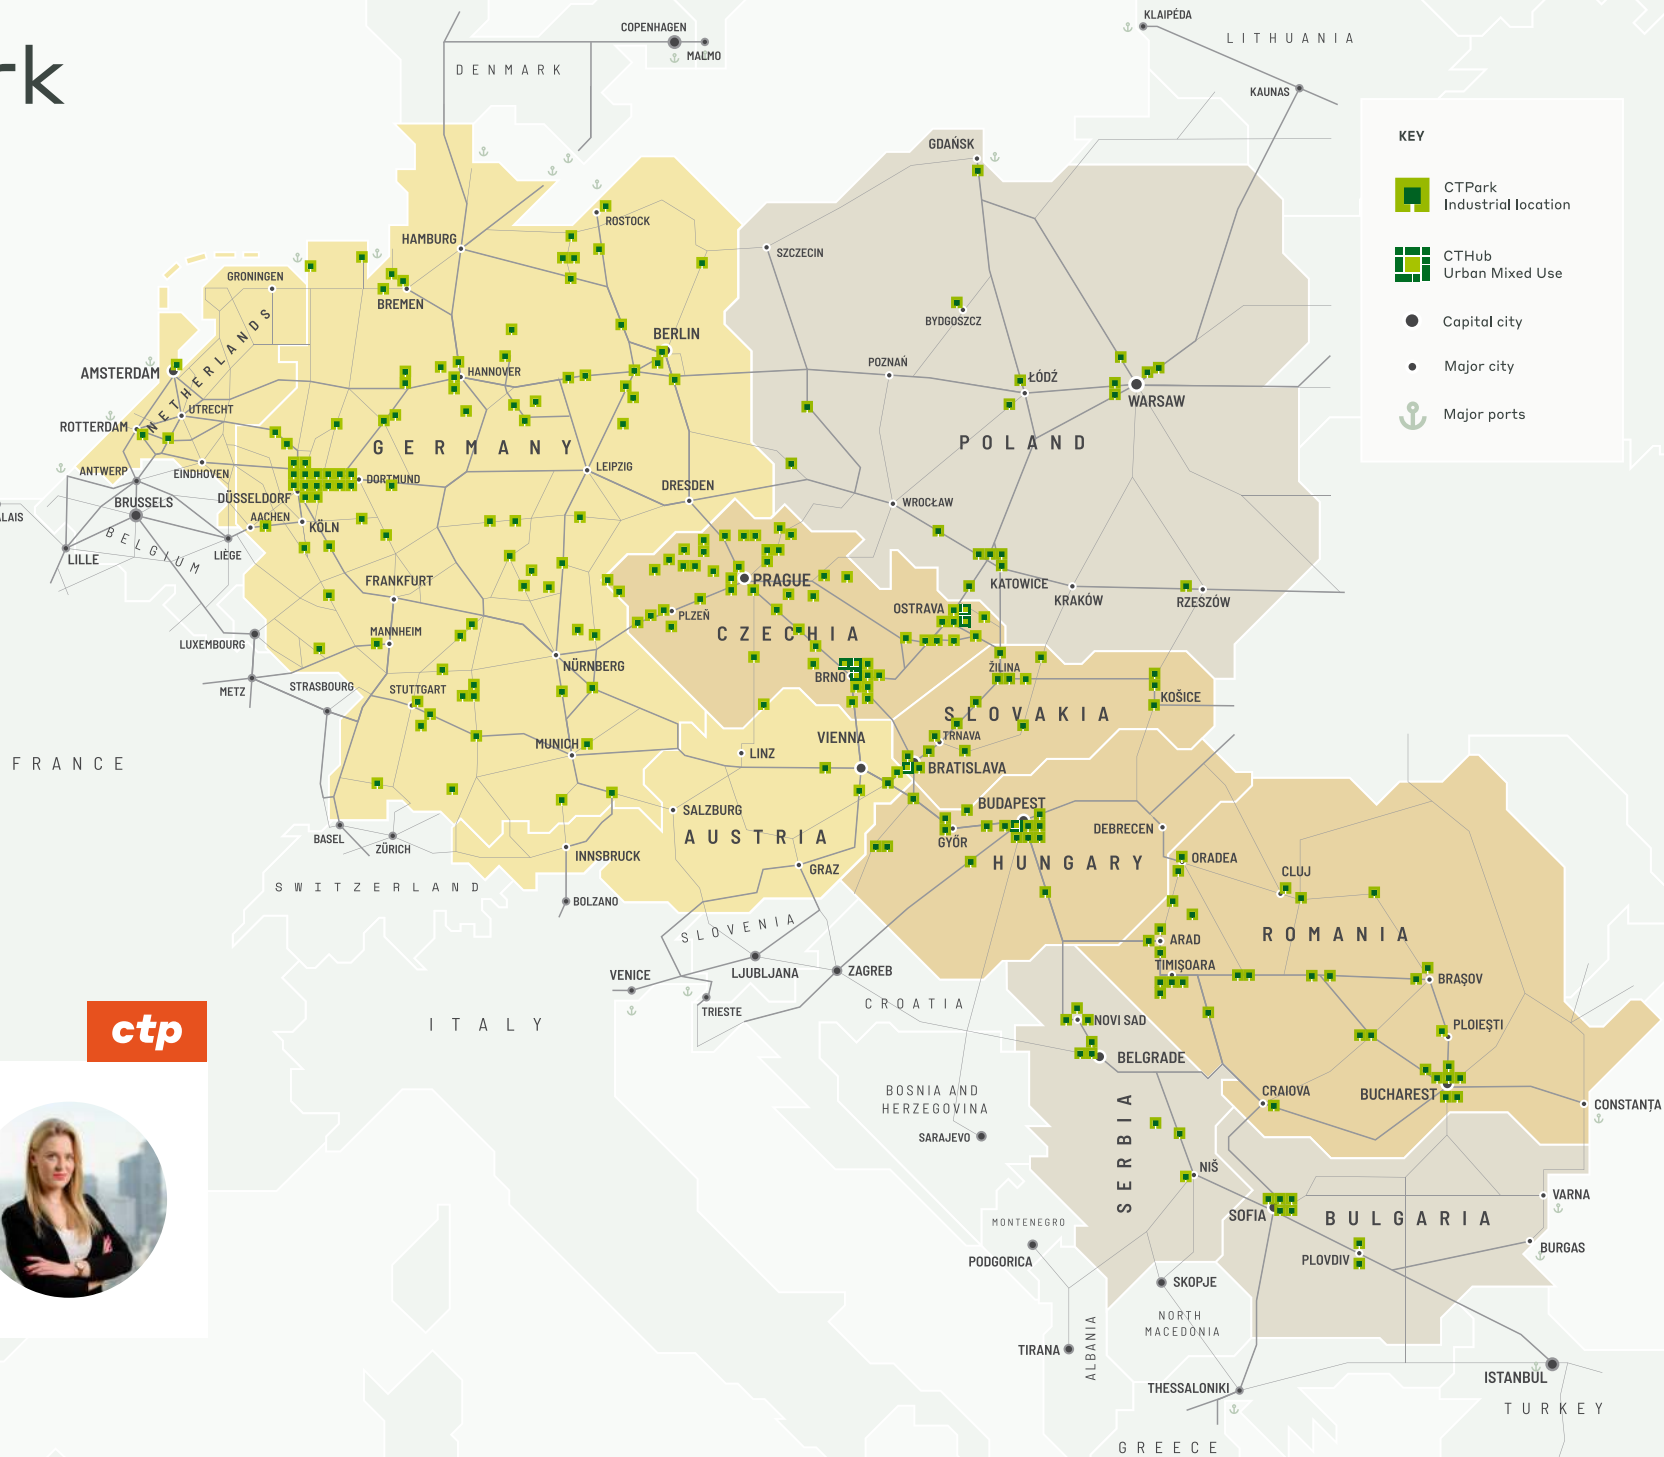 rk
COPENHAGEN
MALMO
DENMARK
KLAIPÉDA
LITHUANIA
KAUNAS
KEY
CTPark
Industrial location
CTHub
Urban Mixed Use
Capital city
Major city
Major ports
GDAŃSK
ROSTOCK
HAMBURG
SZCZECIN
GRONINGEN
BREMEN
BYDGOSZCZ
BERLIN
NETHERLANDS
AMSTERDAM
HANNOVER
POZNAŃ
ŁÓDŹ
WARSAW
UTRECHT
ROTTERDAM
GERMANY
POLAND
ANTWERP
EINDHOVEN
DORTMUND
LEIPZIG
DRESDEN
DÜSSELDORF
BRUSSELS
WROCŁAW
ALAIS
AACHEN
KÖLN
BELGIUM
LIÈGE
LILLE
FRANKFURT
PRAGUE
KATOWICE
KRAKÓW
RZESZÓW
OSTRAVA
PLZEŇ
CZECHIA
MANNHEIM
LUXEMBOURG
NÜRNBERG
ŽILINA
BRNO
METZ
STRASBOURG
STUTTGART
KOŠICE
SLOVAKIA
TRNAVA
VIENNA
MUNICH
LINZ
BRATISLAVA
FRANCE
SALZBURG
BUDAPEST
DEBRECEN
AUSTRIA
GYŐR
BASEL
ZÜRICH
INNSBRUCK
HUNGARY
ORADEA
GRAZ
CLUJ
SWITZERLAND
BOLZANO
SLOVENIA
ROMANIA
ARAD
TIMIȘOARA
VENICE
LJUBLJANA
ZAGREB
BRAȘOV
TRIESTE
CROATIA
NOVI SAD
PLOIEȘTI
ITALY
ctp
BELGRADE
BOSNIA AND
HERZEGOVINA
CRAIOVA
BUCHAREST
CONSTANȚA
SARAJEVO
SERBIA
NIŠ
VARNA
SOFIA
BULGARIA
MONTENEGRO
PODGORICA
PLOVDIV
BURGAS
SKOPJE
NORTH
MACEDONIA
TIRANA
ALBANIA
ISTANBUL
THESSALONIKI
TURKEY
GREECE